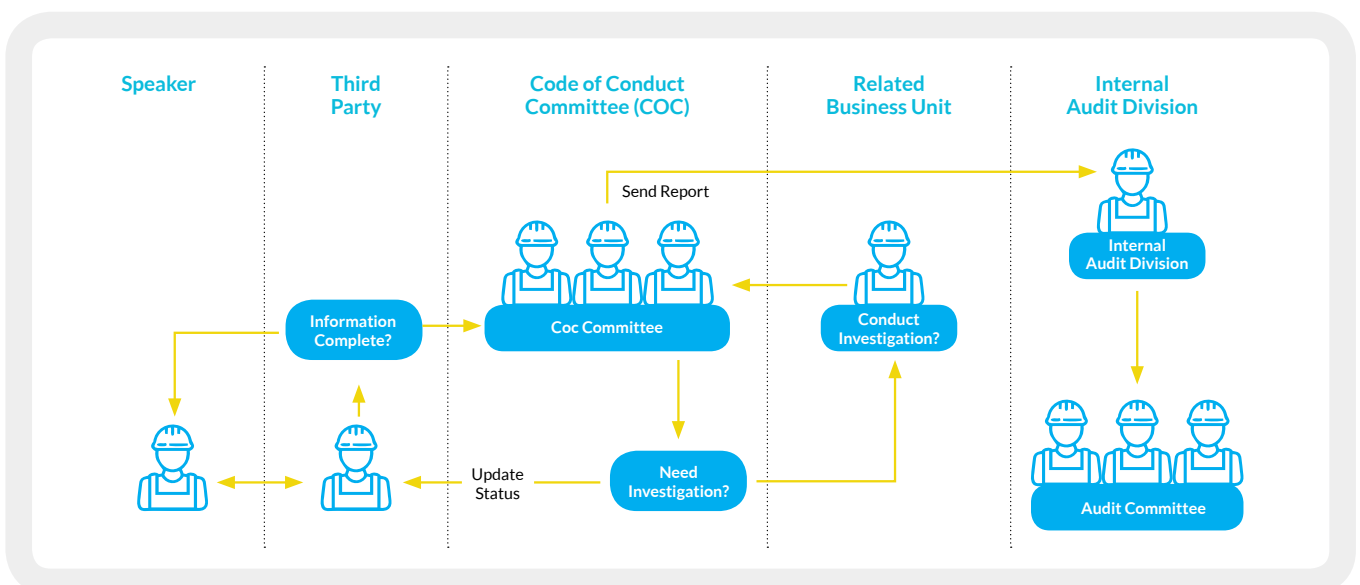 Speaker
Third
Party
Code of Conduct
Committee (COC)
Related
Business Unit
Internal
Audit Division
Send Report
Internal
Audit Division
Information
Complete?
Coc Committee
Conduct
Investigation?
Update
Status
Need
Investigation?
Audit Committee